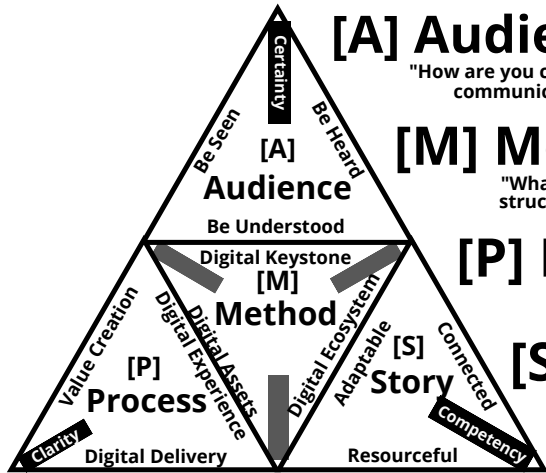 Certainty
[A] Audie
"How are you c
communic
Be Seen
Be Heard
[A]
Audience
Be Understood
[M] M
"Wha
struc
Digital Keystone
[M]
Method
[P]
Digital Assets
Digital Ecosystem
Value Creation
Digital Experience
[P]
Process
Clarity
Digital Delivery
Adaptable
Connected
[S]
Story
[S
Competency
Resourceful